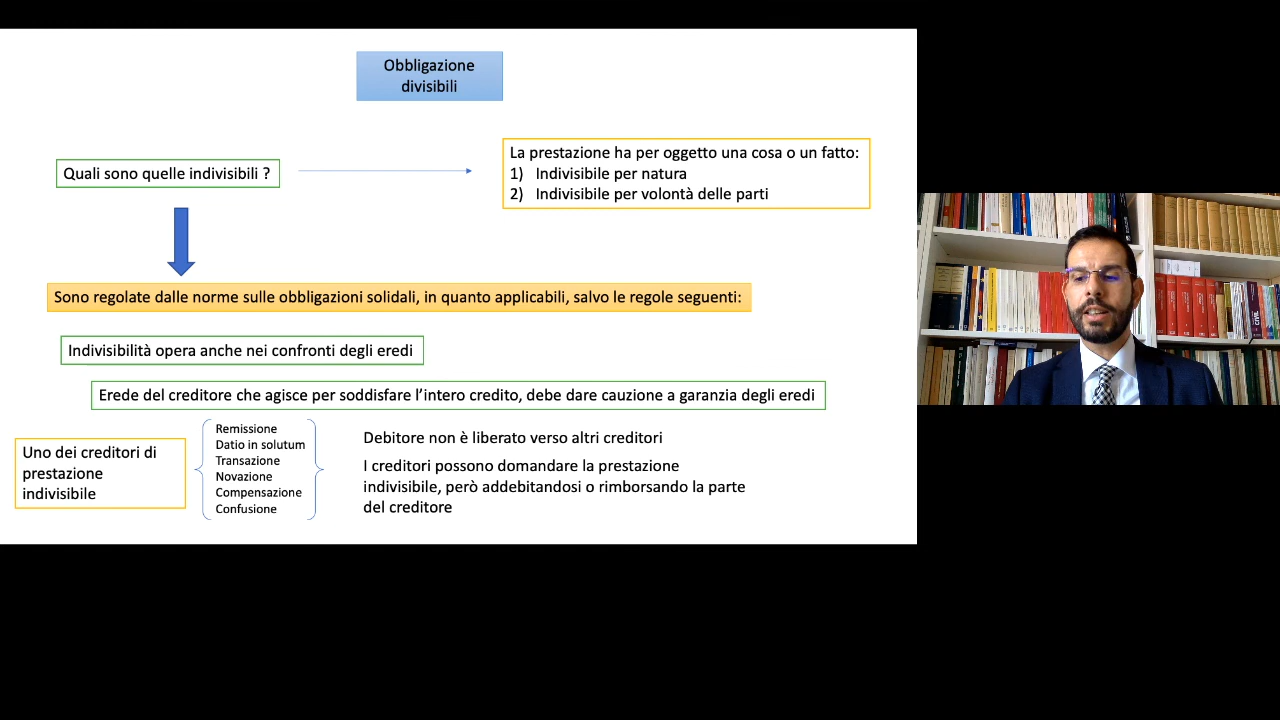 Obbligazione
divisibili
Quali sono quelle indivisibili ?
La prestazione ha per oggetto una cosa o un fatto:
1) Indivisibile per natura
2) Indivisibile per volontà delle parti
Sono regolate dalle norme sulle obbligazioni solidali, in quanto applicabili, salvo le regole seguenti:
Indivisibilità opera anche nei confronti degli eredi
Erede del creditore che agisce per soddisfare l’intero credito, debe dare cauzione a garanzia degli eredi
Uno dei creditori di
prestazione
indivisibile
Remissione
Datio in solutum
Transazione
Novazione
Compensazione
Confusione
Debitore non è liberato verso altri creditori
I creditori possono domandare la prestazione
indivisibile, però addebitandosi o rimborsando la parte
del creditore